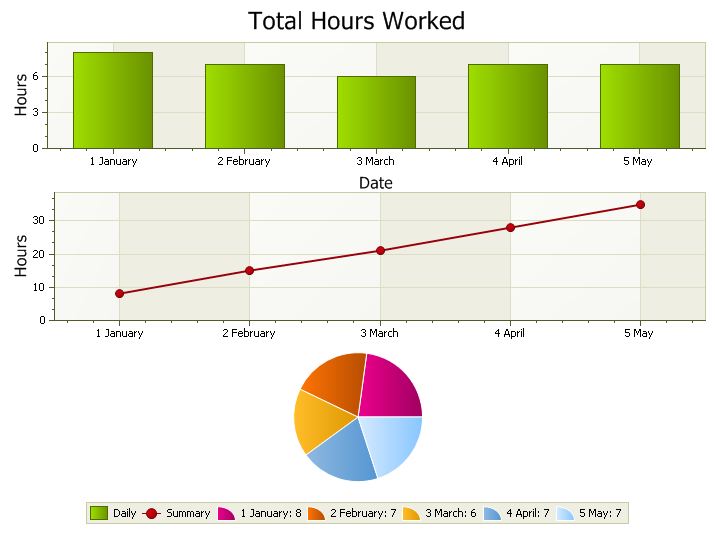 Total Hours Worked
Hours
6
3
0
1 January 2 February 3 March 4 April 5 May
Date
Hours
30
20
10
0
1 January 2 February 3 March 4 April 5 May
Daily Summary 1 January: 8 2 February: 7 3 March: 6 4 April: 7 5 May: 7